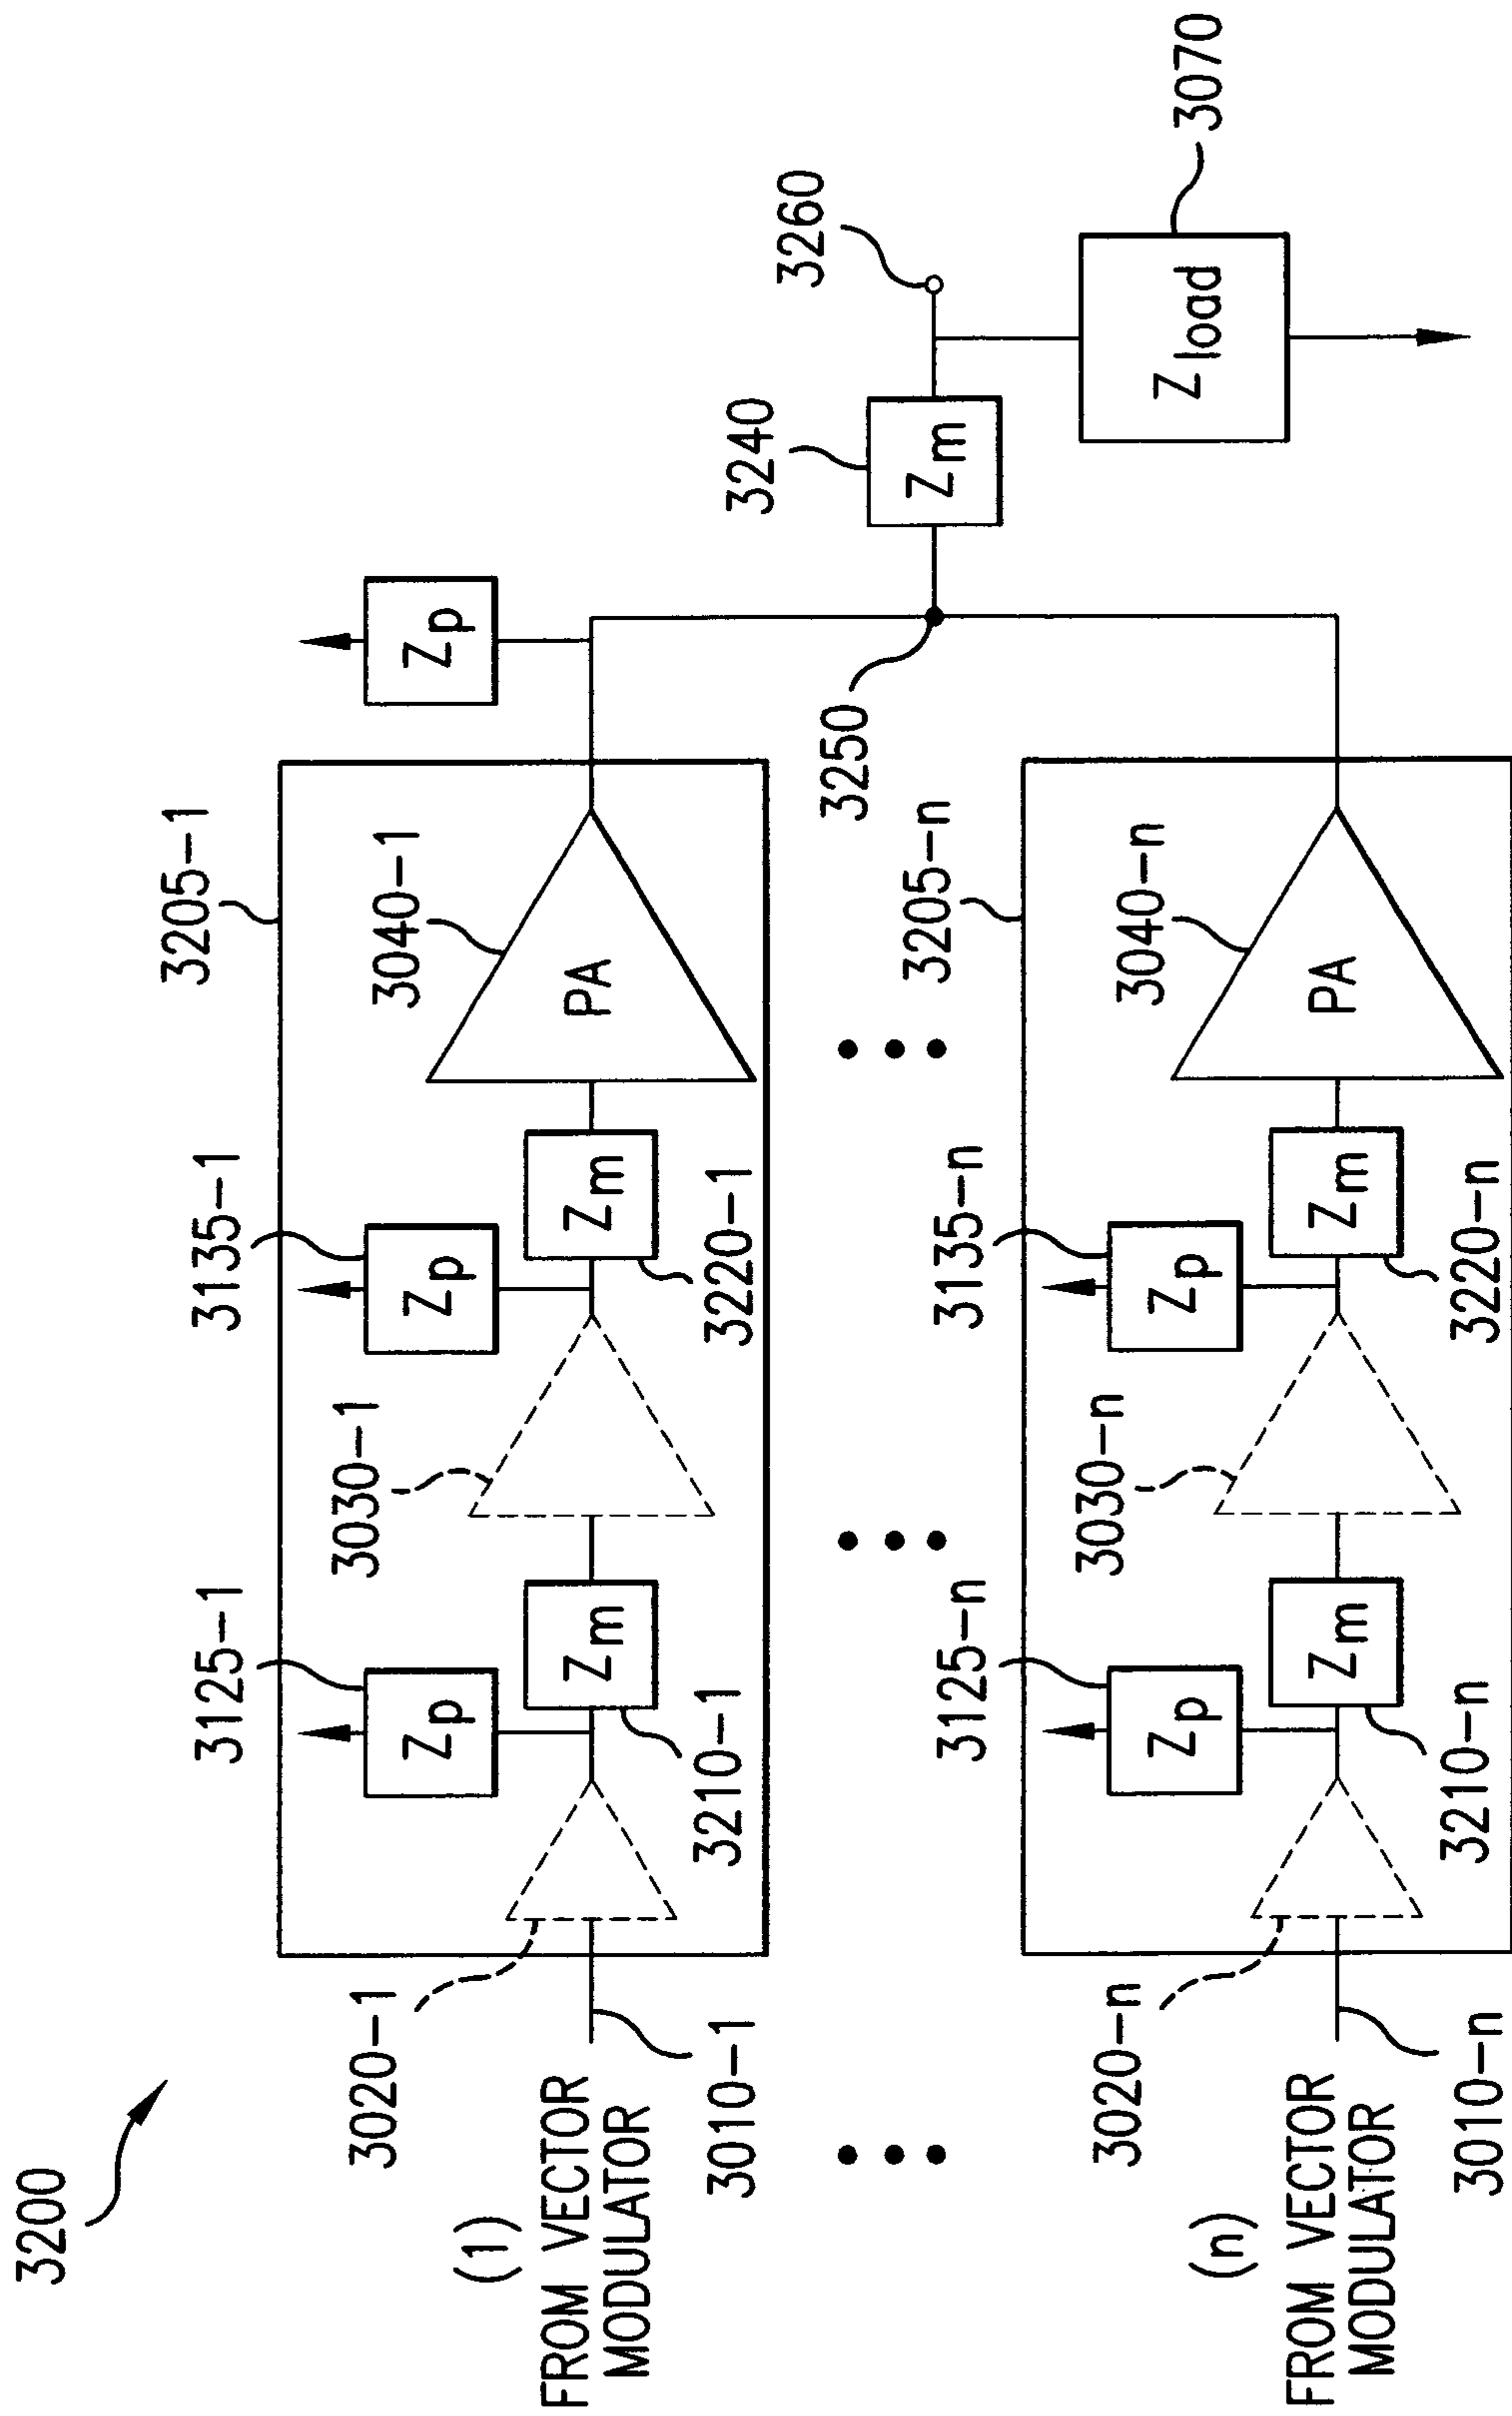 3200
3205-1
3125-1
3135-1
3020-1
3030-1
3040-1
Zp
Zp
Zp
(1)
FROM VECTOR
MODULATOR
Zm
Zm
PA
3010-1
3210-1
3220-1
3250
3240
3260
Zm
3205-n
3070
Zload
3125-n
3135-n
3020-n
3030-n
3040-n
Zp
Zp
(n)
FROM VECTOR
MODULATOR
Zm
Zm
PA
3010-n
3210-n
3220-n